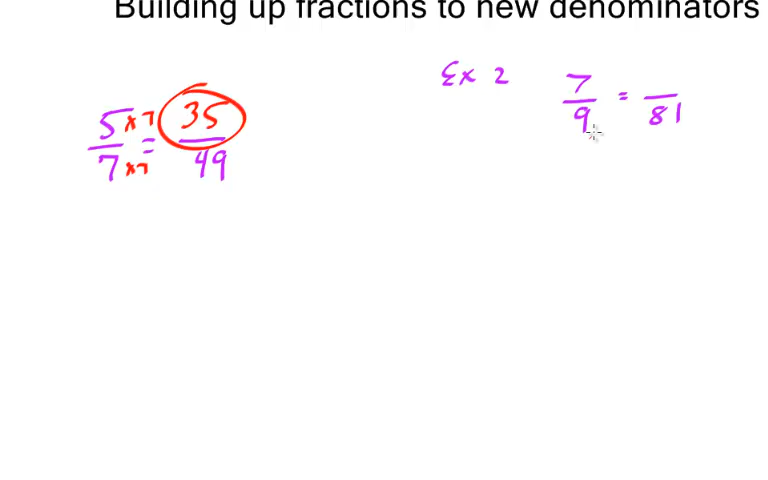 Building up fractions to new denominators
5/7 ×7/×7 = 35/49
Ex 2 7/9 = /81